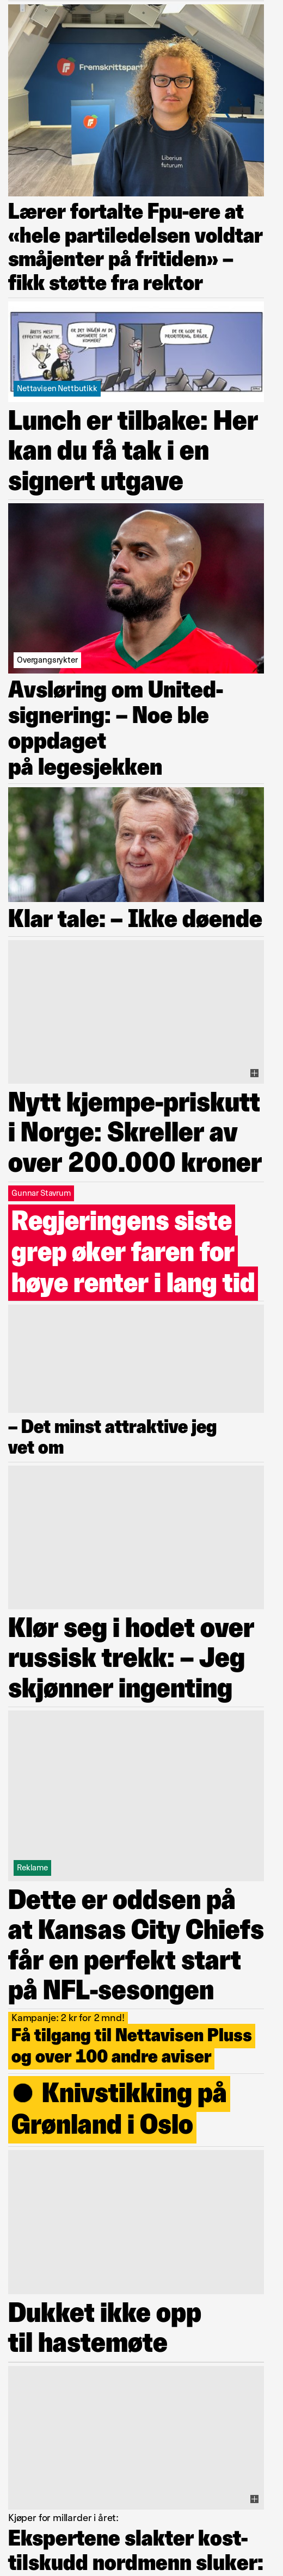 Fremskrittspart
Liberius
futurum
Lærer fortalte Fpu-ere at
«hele partiledelsen voldtar
småjenter på fritiden» –
fikk støtte fra rektor
ÅRETS MEST
EFFEKTIVE ANSATTE.
ER DET INGEN AV DE
NOMINERTE SOM
KOMMER?
DE ER GODE PÅ
PRIORITERING, BIRGER.
Nettavisen Nettbutikk
Lunch er tilbake: Her
kan du få tak i en
signert utgave
Overgangsrykter
Avsløring om United-
signering: – Noe ble
oppdaget
på legesjekken
Klar tale: – Ikke døende
Nytt kjempe-priskutt
i Norge: Skreller av
over 200.000 kroner
Gunnar Stavrum
Regjeringens siste
grep øker faren for
høye renter i lang tid
– Det minst attraktive jeg
vet om
Klør seg i hodet over
russisk trekk: – Jeg
skjønner ingenting
Reklame
Dette er oddsen på
at Kansas City Chiefs
får en perfekt start
på NFL-sesongen
Kampanje: 2 kr for 2 mnd!
Få tilgang til Nettavisen Pluss
og over 100 andre aviser
● Knivstikking på
Grønland i Oslo
Dukket ikke opp
til hastemøte
Kjøper for millarder i året:
Ekspertene slakter kost-
tilskudd nordmenn sluker: